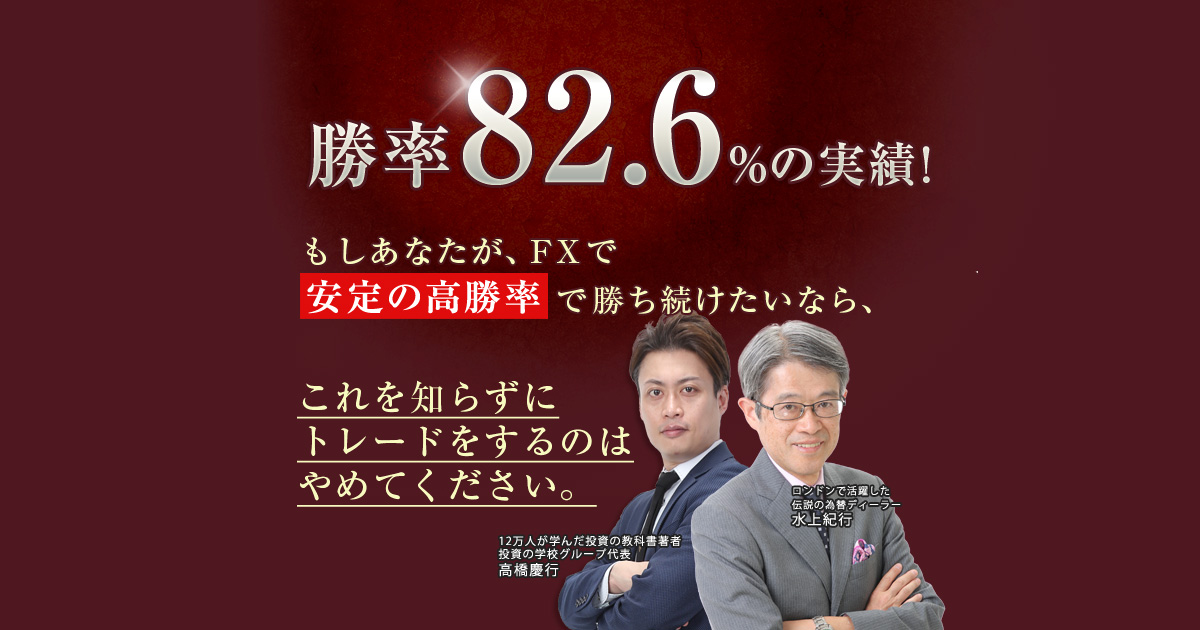 勝率82.6%の実績!
もしあなたが、FXで
安定の高勝率で勝ち続けたいなら、
これを知らずに
トレードをするのは
やめてください。
ロンドンで活躍した
伝説の為替ディーラー
水上紀行
12万人が学んだ投資の教科書著者
投資の学校グループ代表
高橋慶行